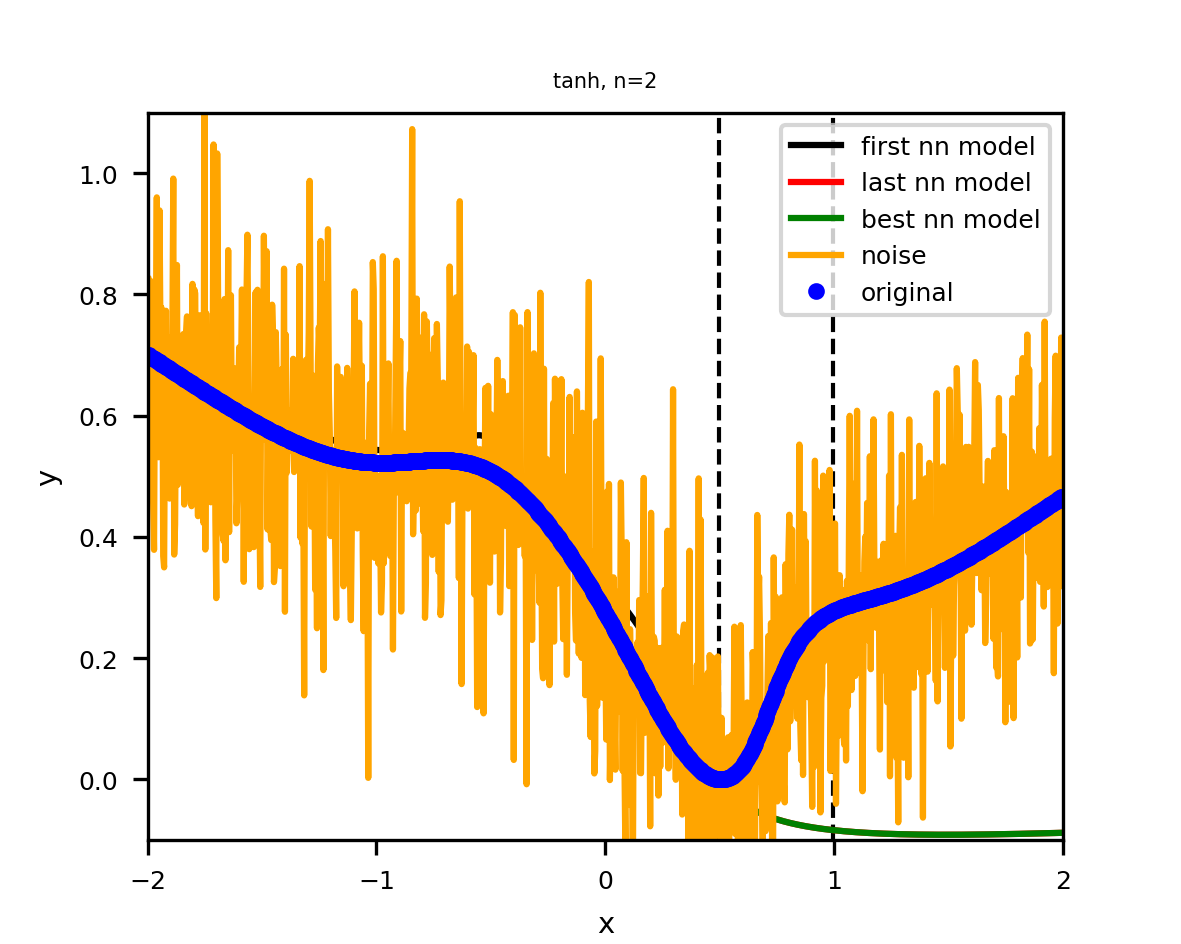 tanh, n=2
first nn model
last nn model
best nn model
noise
original
1.0
0.8
0.6
0.4
0.2
0.0
y
−2
−1
0
1
2
x